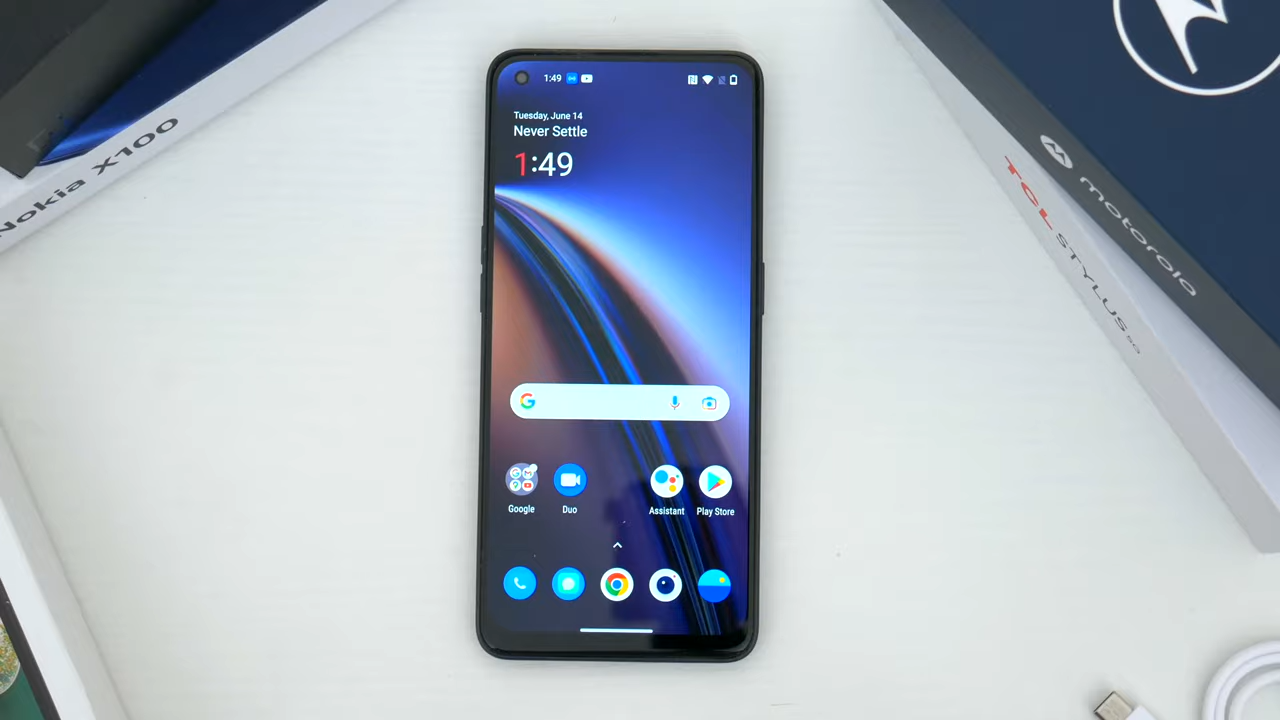 Nokia X100
1:49
Tuesday, June 14
Never Settle
1:49
Google
Duo
Assistant
Play Store
motorola
TCL STYLUS 5G